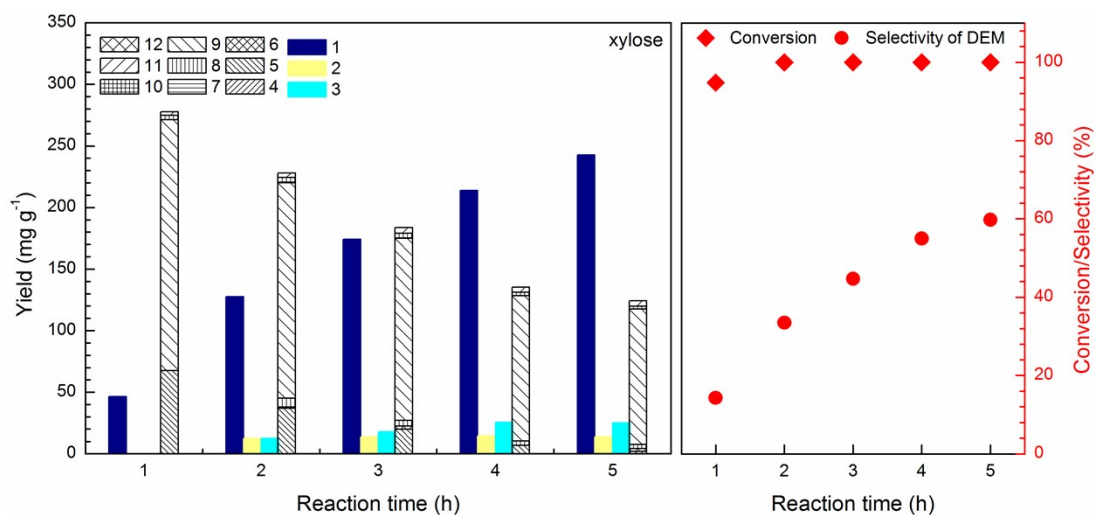 350
300
250
200
150
100
50
0
Yield (mg g⁻¹)
12 9 6 1
11 8 5 2
10 7 4 3
xylose
1 2 3 4 5
Reaction time (h)
Conversion Selectivity of DEM
100
80
60
40
20
0
Conversion/Selectivity (%)
1 2 3 4 5
Reaction time (h)